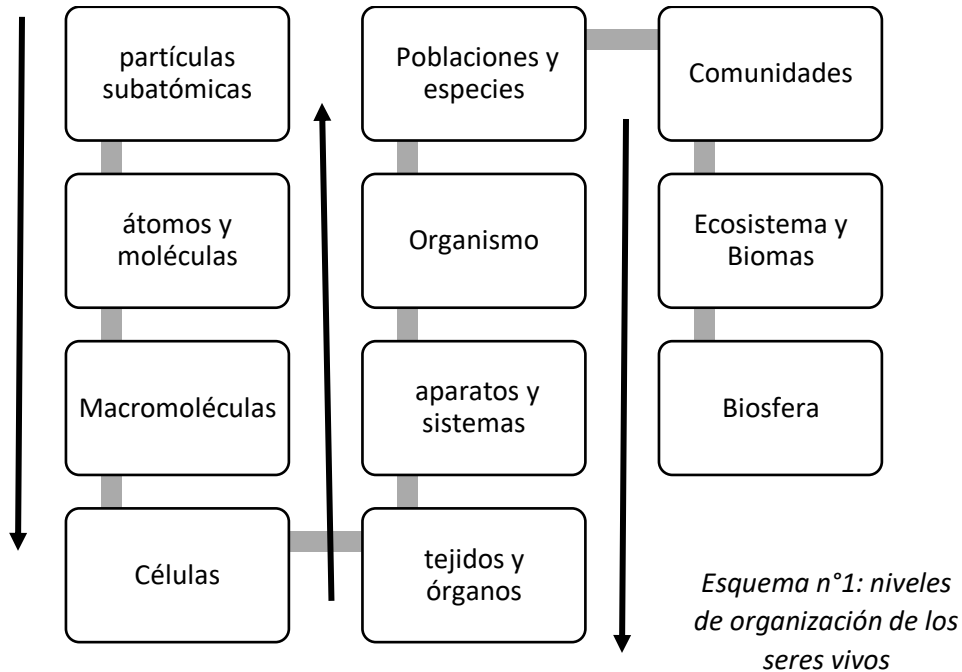 partículas
subatómicas
átomos y
moléculas
Macromoléculas
Células
tejidos y
órganos
aparatos y
sistemas
Organismo
Poblaciones y
especies
Comunidades
Ecosistema y
Biomas
Biosfera
Esquema n°1: niveles
de organización de los
seres vivos